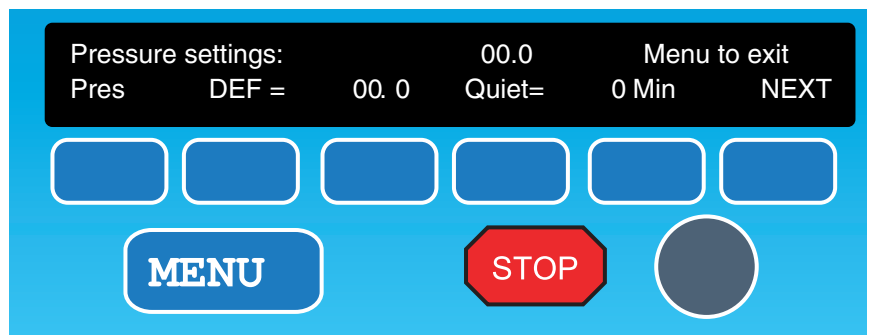 Pressure settings: 00.0 Menu to exit
Pres DEF = 00. 0 Quiet= 0 Min NEXT
MENU
STOP